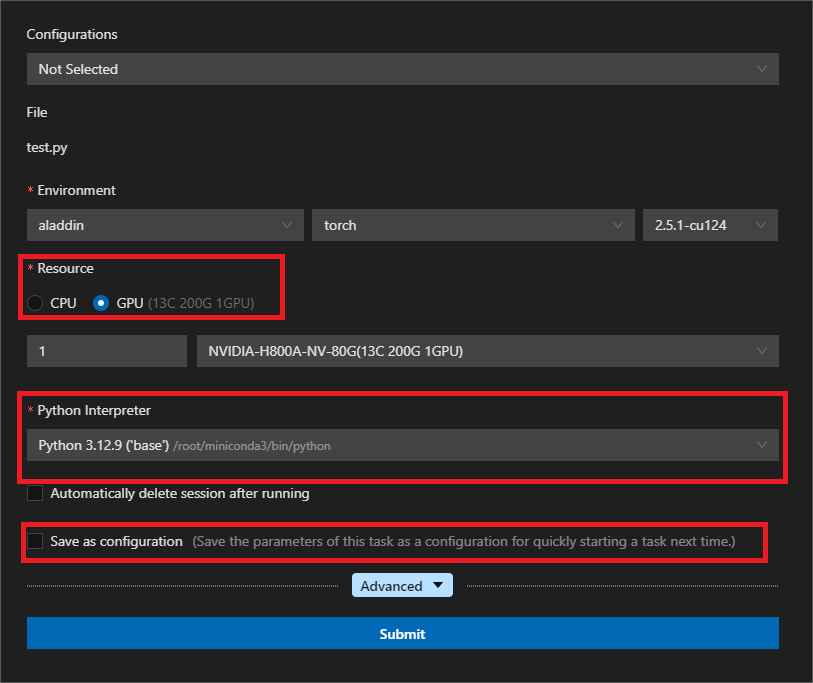 Configurations
Not Selected
File
test.py
* Environment
aladdin torch 2.5.1-cu124
* Resource
CPU GPU (13C 200G 1GPU)
1 NVIDIA-H800A-NV-80G(13C 200G 1GPU)
* Python Interpreter
Python 3.12.9 ('base') /root/miniconda3/bin/python
Automatically delete session after running
Save as configuration (Save the parameters of this task as a configuration for quickly starting a task next time.)
Advanced
Submit